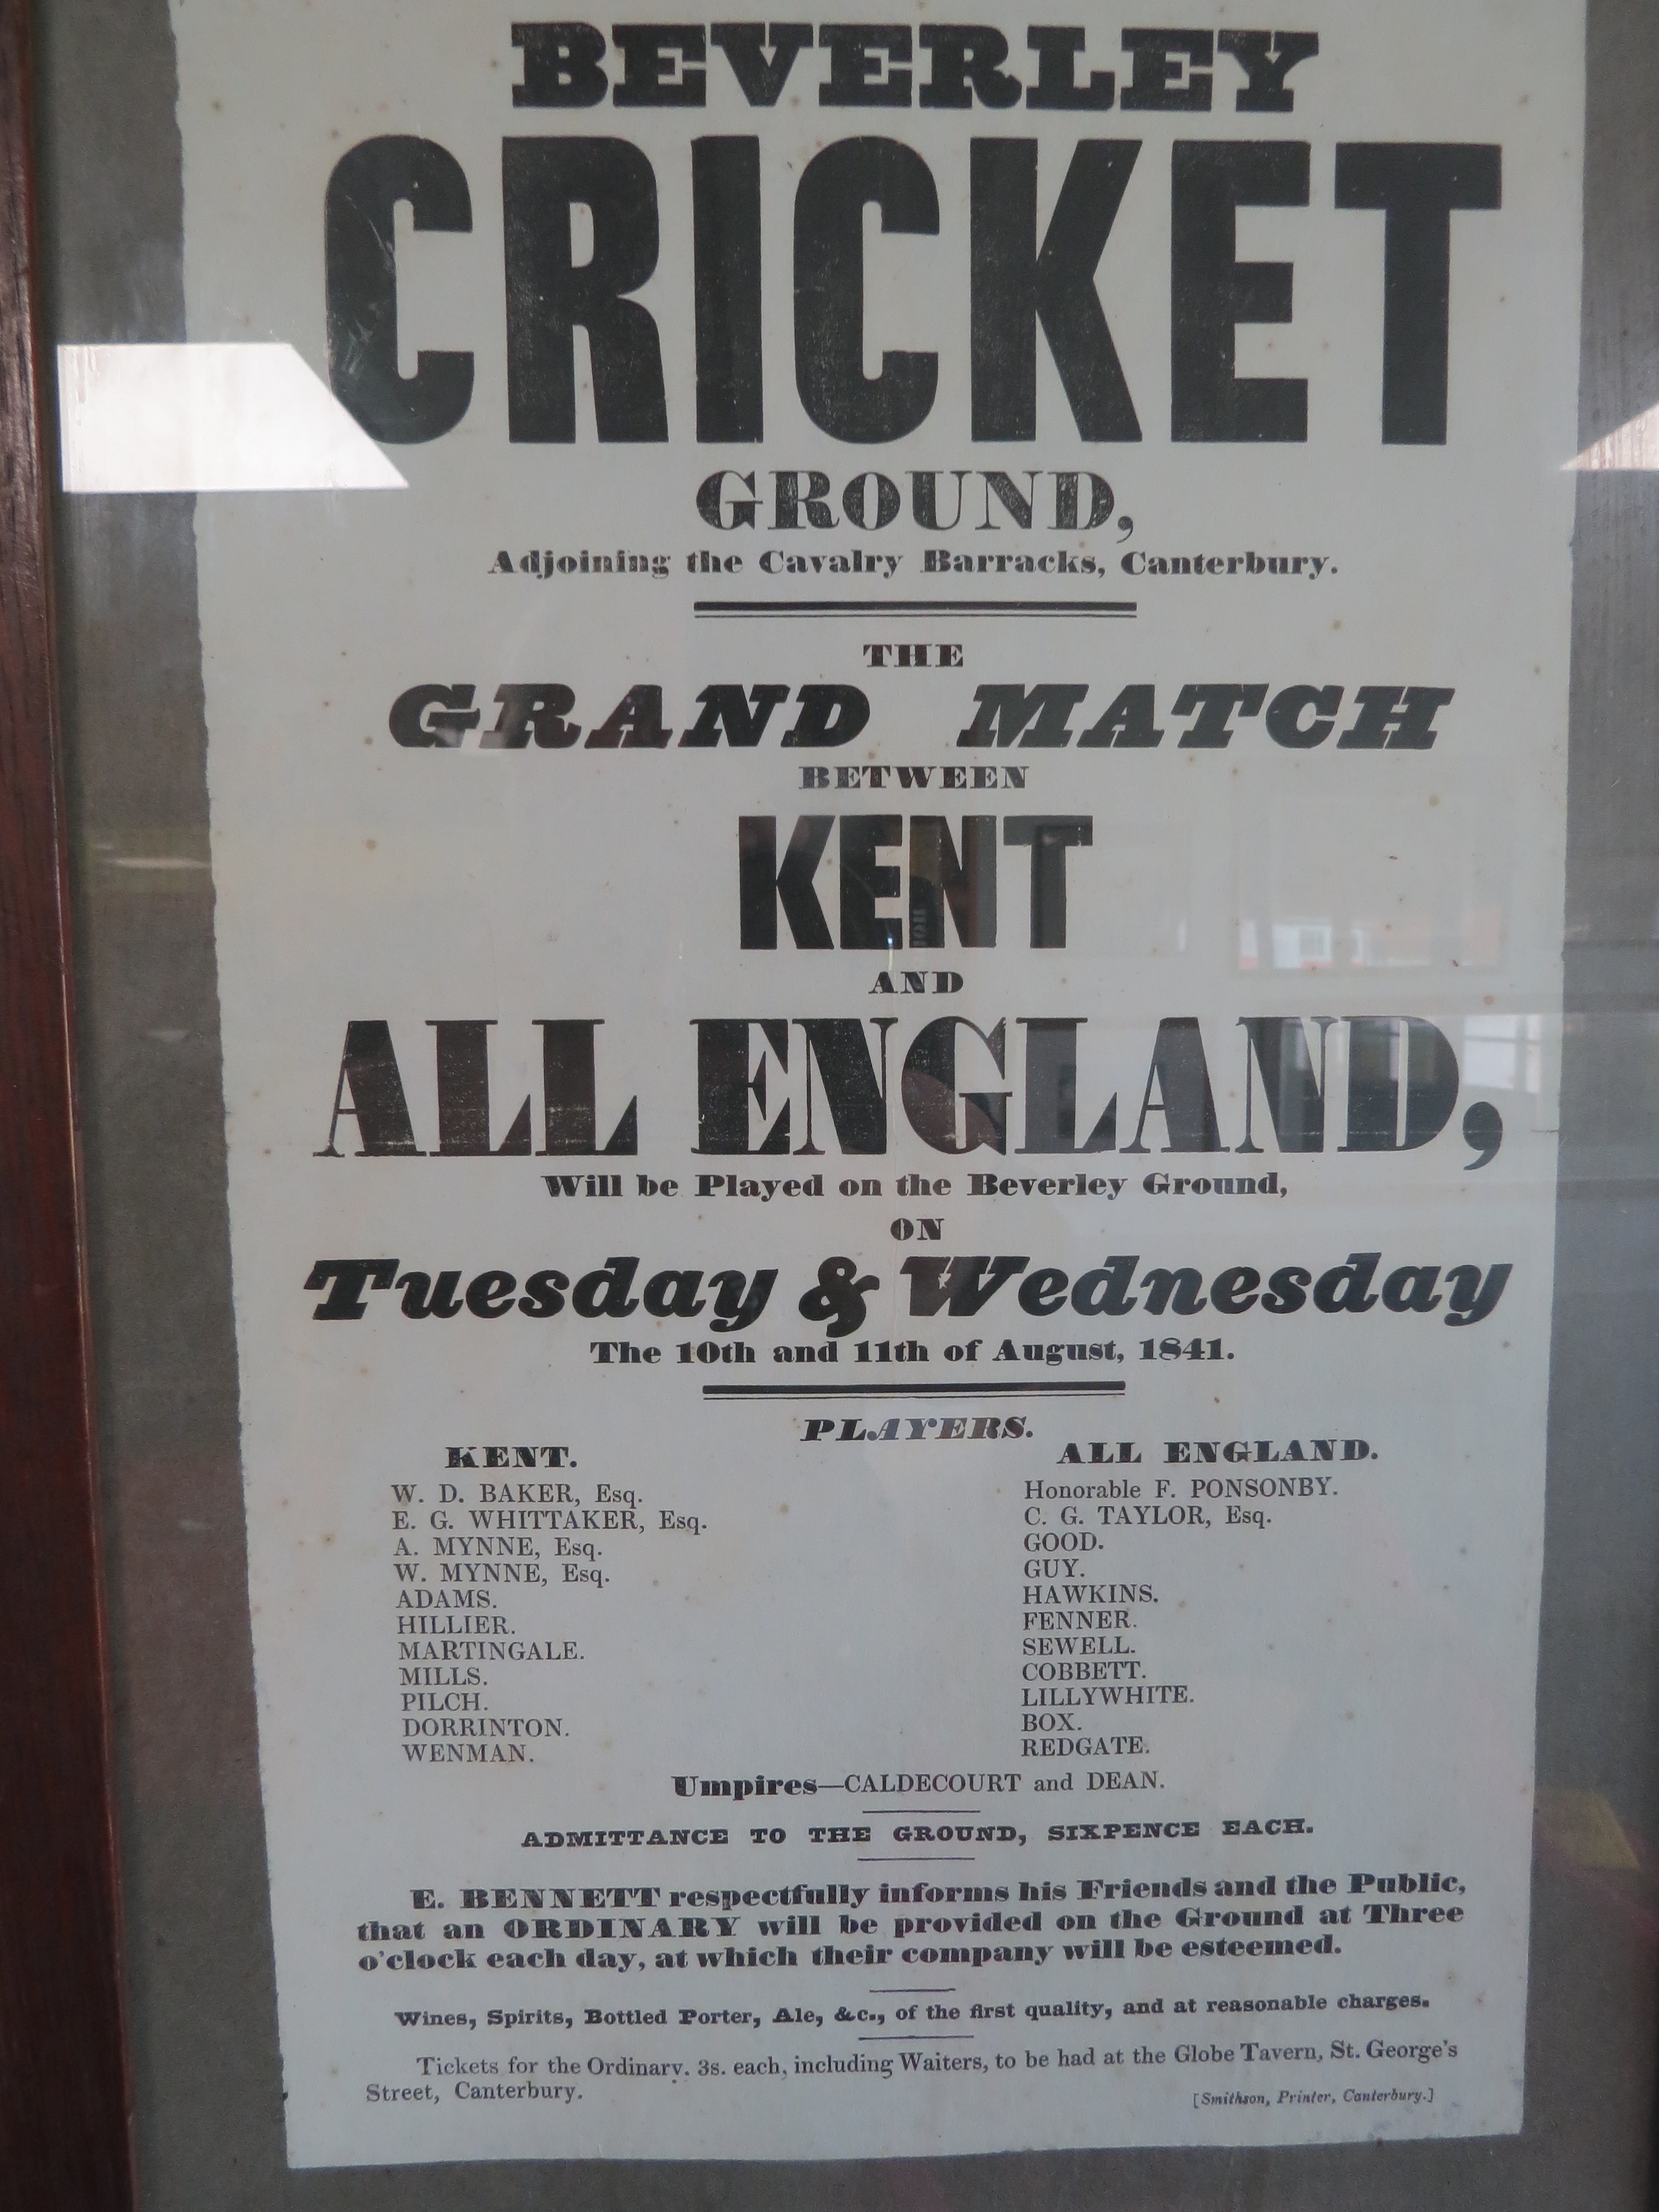 BEVERLEY
CRICKET
GROUND,
Adjoining the Cavalry Barracks, Canterbury.
THE
GRAND MATCH
BETWEEN
KENT
AND
ALL ENGLAND,
Will be Played on the Beverley Ground,
ON
Tuesday & Wednesday
The 10th and 11th of August, 1841.
PLAYERS.
KENT.
W. D. BAKER, Esq.
E. G. WHITTAKER, Esq.
A. MYNNE, Esq.
W. MYNNE, Esq.
ADAMS.
HILLIER.
MARTINGALE.
MILLS.
PILCH.
DORRINTON.
WENMAN.
ALL ENGLAND.
Honorable F. PONSONBY.
C. G. TAYLOR, Esq.
GOOD.
GUY.
HAWKINS.
FENNER.
SEWELL.
COBBETT.
LILLYWHITE.
BOX.
REDGATE.
Umpires—CALDECOURT and DEAN.
ADMITTANCE TO THE GROUND, SIXPENCE EACH.
E. BENNETT respectfully informs his Friends and the Public,
that an ORDINARY will be provided on the Ground at Three
o'clock each day, at which their company will be esteemed.
Wines, Spirits, Bottled Porter, Ale, &c., of the first quality, and at reasonable charges.
Tickets for the Ordinary. 3s. each, including Waiters, to be had at the Globe Tavern, St. George's
Street, Canterbury.
[Smithson, Printer, Canterbury.]